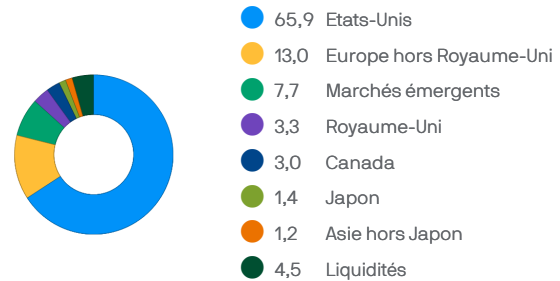 65,9 Etats-Unis
13,0 Europe hors Royaume-Uni
7,7 Marchés émergents
3,3 Royaume-Uni
3,0 Canada
1,4 Japon
1,2 Asie hors Japon
4,5 Liquidités